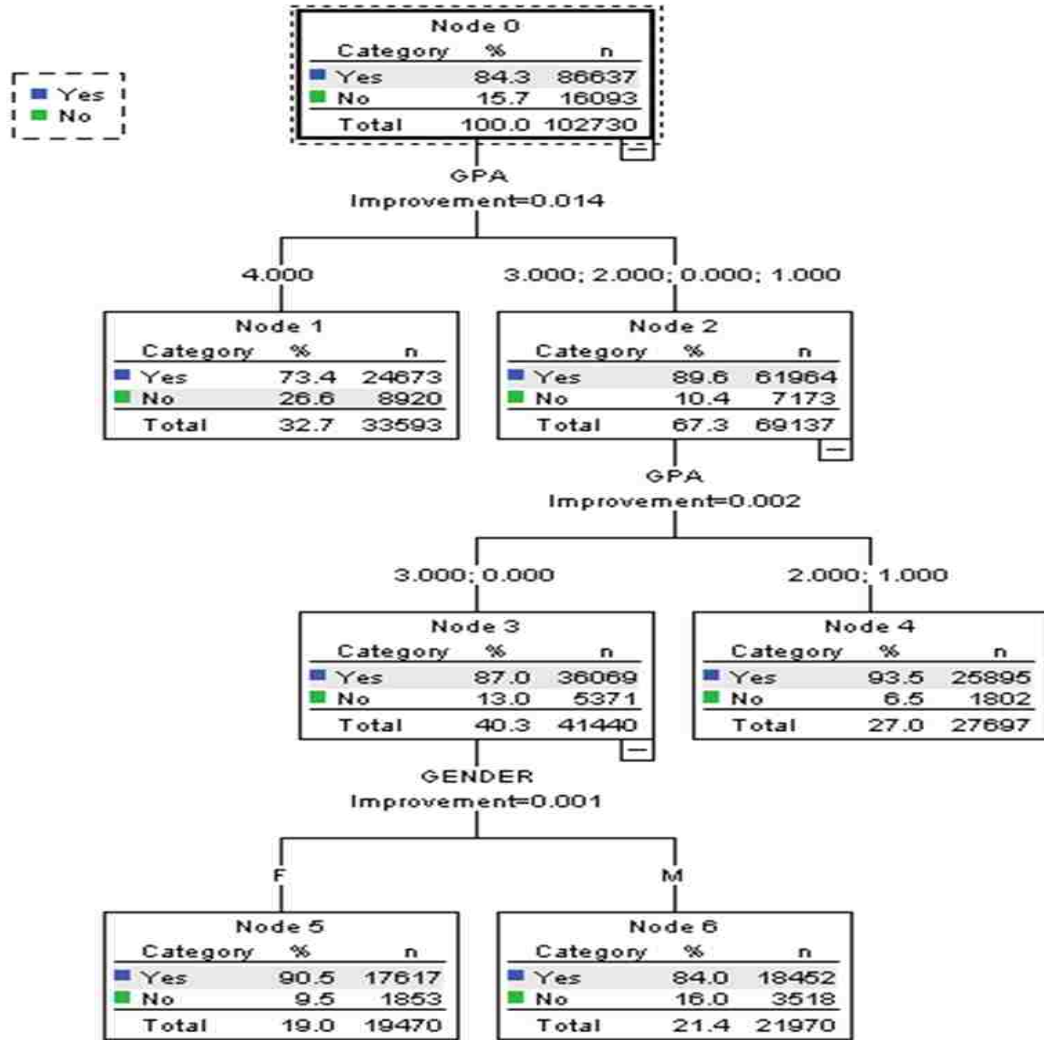 Node 0
Category % n
Yes 84.3 86637
No 15.7 16093
Total 100.0 102730
Yes
No
GPA
Improvement=0.014
4.000
3.000; 2.000; 0.000; 1.000
Node 1
Category % n
Yes 73.4 24673
No 26.6 8920
Total 32.7 33593
Node 2
Category % n
Yes 89.6 61964
No 10.4 7173
Total 67.3 69137
GPA
Improvement=0.002
3.000; 0.000
2.000; 1.000
Node 3
Category % n
Yes 87.0 36069
No 13.0 5371
Total 40.3 41440
Node 4
Category % n
Yes 93.5 25895
No 6.5 1802
Total 27.0 27697
GENDER
Improvement=0.001
F
M
Node 5
Category % n
Yes 90.5 17617
No 9.5 1853
Total 19.0 19470
Node 6
Category % n
Yes 84.0 18452
No 16.0 3518
Total 21.4 21970